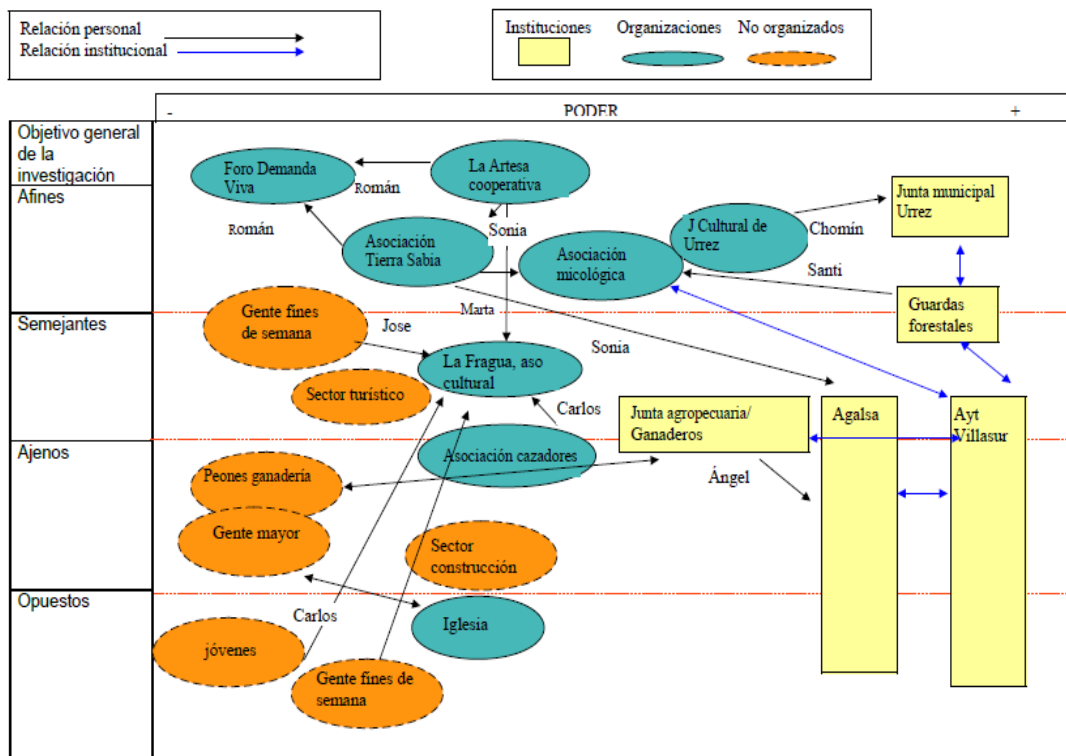 Relación personal
Relación institucional
Instituciones
Organizaciones
No organizados
- PODER +
Objetivo general
de la
investigación
Afines
Semejantes
Ajenos
Opuestos
Foro Demanda
Viva
La Artesa
cooperativa
Román
Román
Sonia
Asociación
Tierra Sabia
Asociación
micológica
J Cultural de
Urrez
Chomín
Junta municipal
Urrez
Santi
Guardas
forestales
Gente fines
de semana
Jose
Marta
Sonia
La Fragua, aso
cultural
Sector turístico
Carlos
Junta agropecuaria/
Ganaderos
Agalsa
Ayt
Villasur
Asociación cazadores
Peones ganadería
Ángel
Gente mayor
Sector
construcción
Carlos
Iglesia
jóvenes
Gente fines de
semana